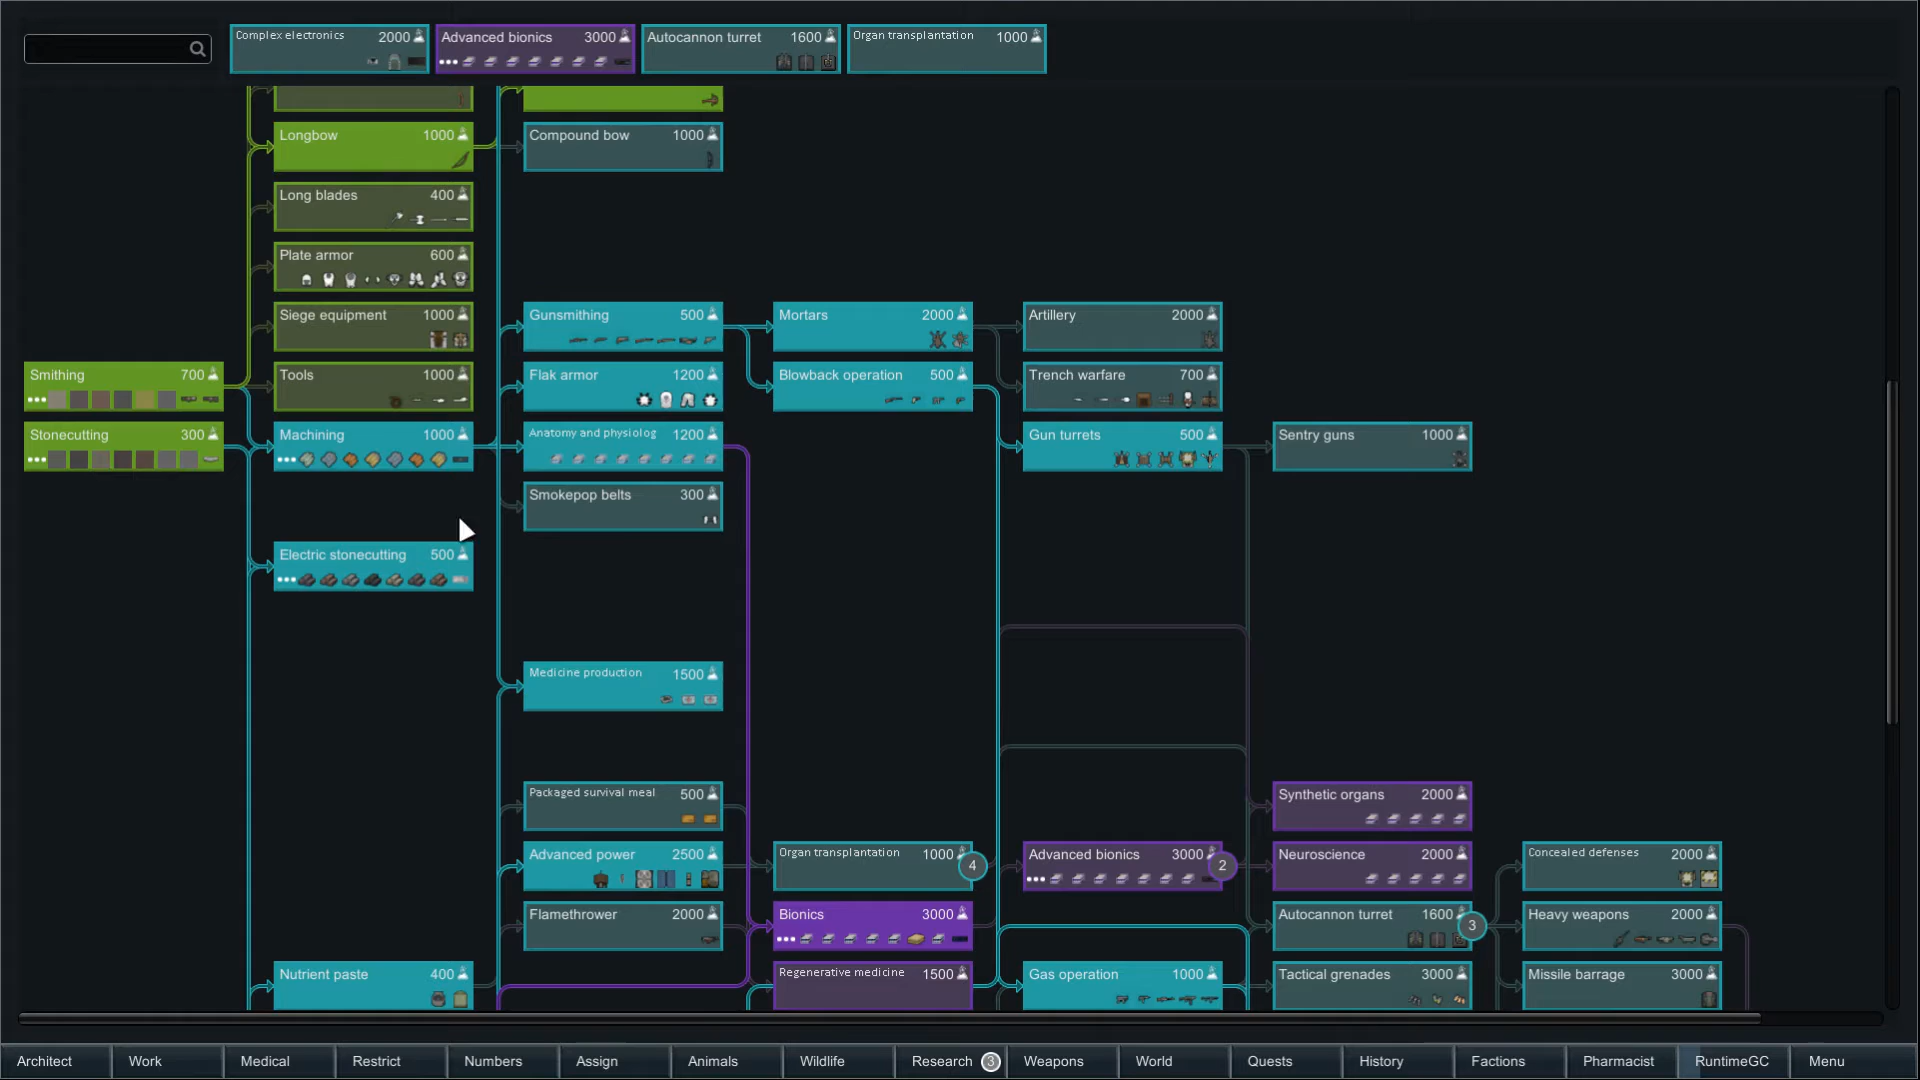 Complex electronics 2000
Advanced bionics 3000
Autocannon turret 1600
Organ transplantation 1000
Longbow 1000
Compound bow 1000
Long blades 400
Plate armor 600
Siege equipment 1000
Gunsmithing 500
Mortars 2000
Artillery 2000
Smithing 700
Tools 1000
Flak armor 1200
Blowback operation 500
Trench warfare 700
Stonecutting 300
Machining 1000
Anatomy and physiolog 1200
Gun turrets 500
Sentry guns 1000
Smokepop belts 300
Electric stonecutting 500
Medicine production 1500
Packaged survival meal 500
Synthetic organs 2000
Advanced power 2500
Organ transplantation 1000
4
Advanced bionics 3000
2
Neuroscience 2000
Concealed defenses 2000
Flamethrower 2000
Bionics 3000
Autocannon turret 1600
3
Heavy weapons 2000
Nutrient paste 400
Regenerative medicine 1500
Gas operation 1000
Tactical grenades 3000
Missile barrage 3000
Architect
Work
Medical
Restrict
Numbers
Assign
Animals
Wildlife
Research 3
Weapons
World
Quests
History
Factions
Pharmacist
RuntimeGC
Menu